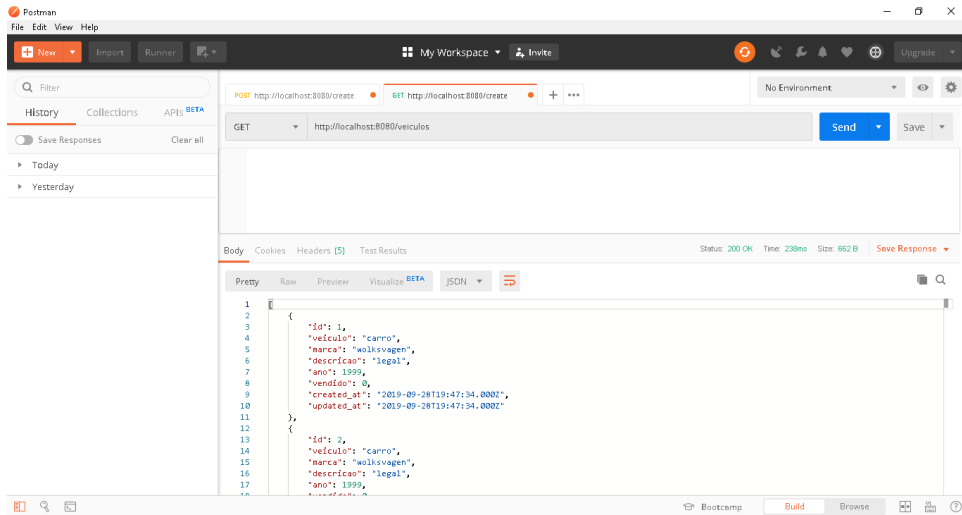 Postman
File Edit View Help
New Import Runner My Workspace Invite Upgrade
Filter
History Collections APIs BETA
Save Responses Clear all
Today
Yesterday
POST http://localhost:8080/create GET http://localhost:8080/create No Environment
GET http://localhost:8080/veiculos Send Save
Body Cookies Headers (5) Test Results Status: 200 OK Time: 238ms Size: 662 B Save Response
Pretty Raw Preview Visualize BETA JSON
1 [
2 {
3 "id": 1,
4 "veiculo": "carro",
5 "marca": "wolksvagen",
6 "descricao": "legal",
7 "ano": 1999,
8 "vendido": 0,
9 "created_at": "2019-09-28T19:47:34.000Z",
10 "updated_at": "2019-09-28T19:47:34.000Z"
11 },
12 {
13 "id": 2,
14 "veiculo": "carro",
15 "marca": "wolksvagen",
16 "descricao": "legal",
17 "ano": 1999,
Bootcamp Build Browse